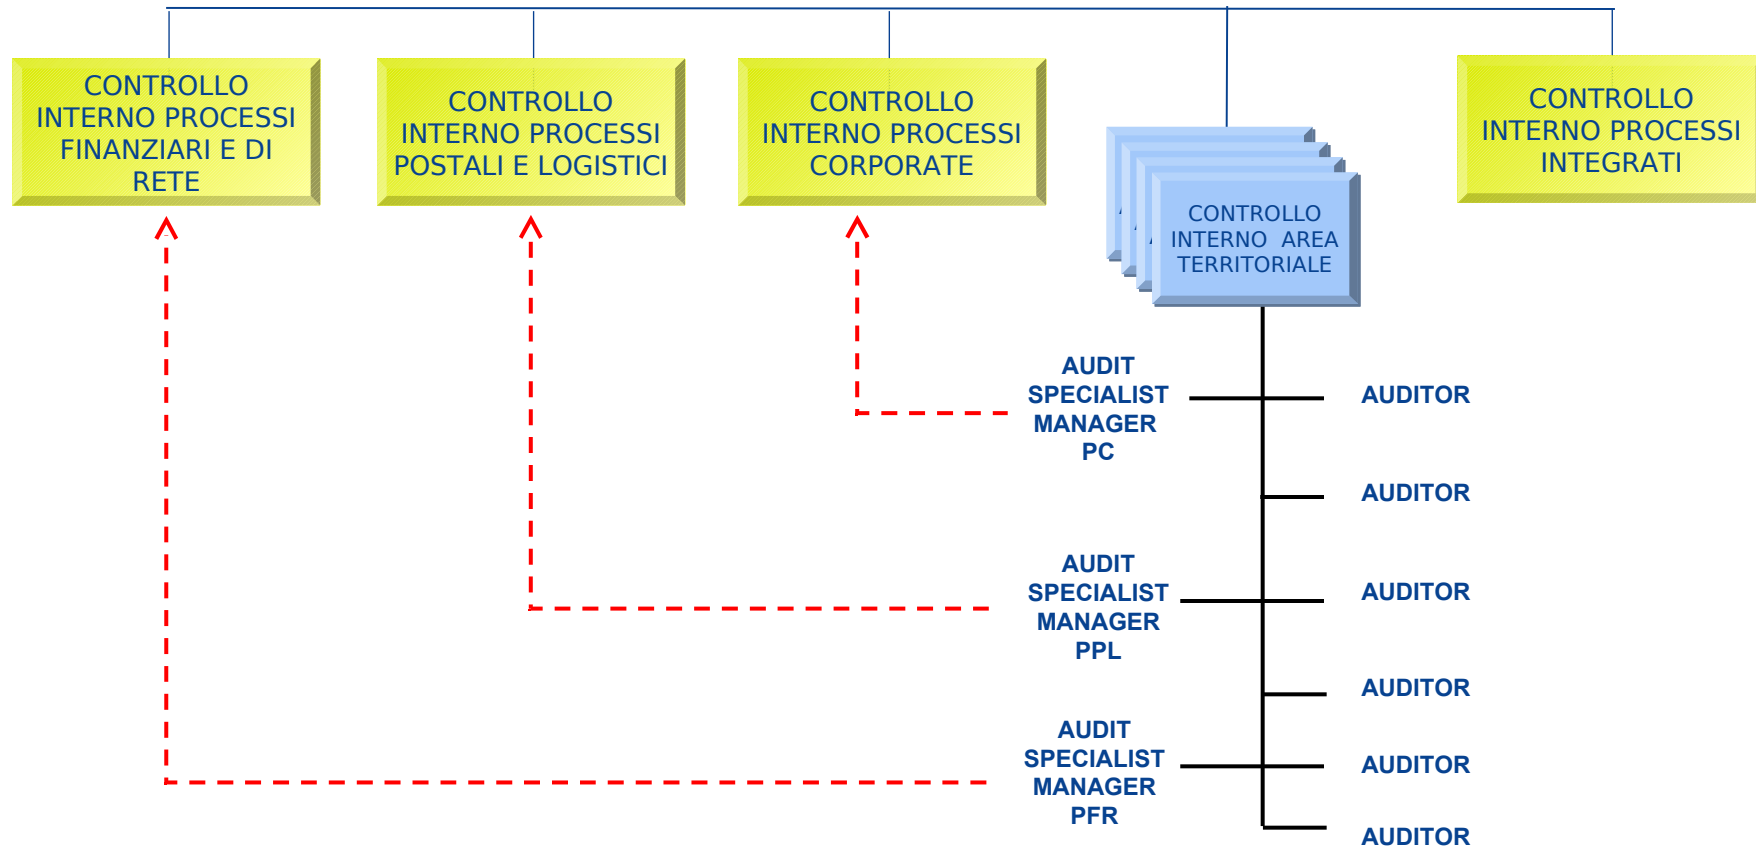 CONTROLLO
INTERNO PROCESSI
FINANZIARI E DI
RETE
CONTROLLO
INTERNO PROCESSI
POSTALI E LOGISTICI
CONTROLLO
INTERNO PROCESSI
CORPORATE
CONTROLLO
INTERNO AREA
TERRITORIALE
CONTROLLO
INTERNO PROCESSI
INTEGRATI
AUDIT
SPECIALIST
MANAGER
PC
AUDITOR
AUDITOR
AUDIT
SPECIALIST
MANAGER
PPL
AUDITOR
AUDITOR
AUDIT
SPECIALIST
MANAGER
PFR
AUDITOR
AUDITOR